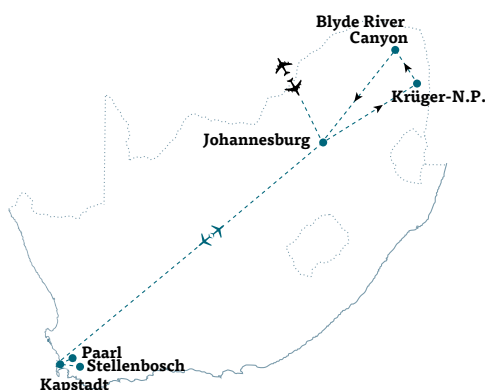 Blyde River
Canyon
Krüger-N.P.
Johannesburg
Paarl
Stellenbosch
Kapstadt